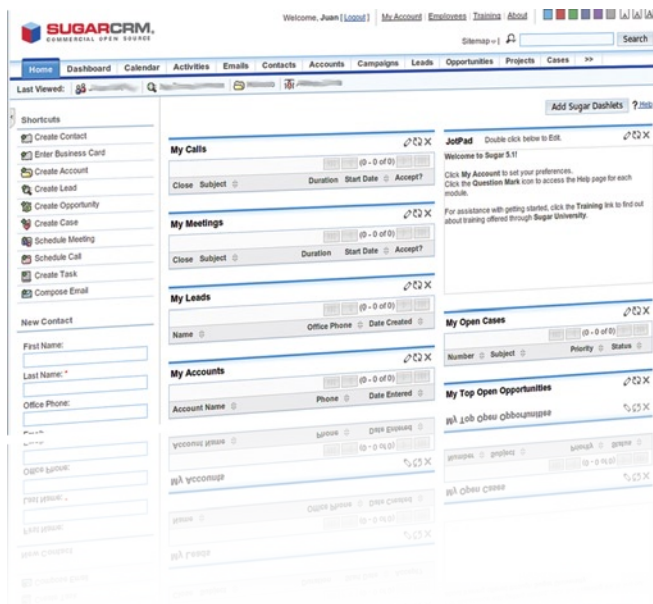 SUGARCRM.
COMMERCIAL OPEN SOURCE
Welcome, Juan [ Logout ] My Account | Employees | Training | About
Sitemap
Search
Home Dashboard Calendar Activities Emails Contacts Accounts Campaigns Leads Opportunities Projects Cases >>
Last Viewed:
Add Sugar Dashlets ? Help
Shortcuts
Create Contact
Enter Business Card
Create Account
Create Lead
Create Opportunity
Create Case
Schedule Meeting
Schedule Call
Create Task
Compose Email
New Contact
First Name:
Last Name: *
Office Phone:
My Calls
(0 - 0 of 0)
Close Subject Duration Start Date Accept?
My Meetings
(0 - 0 of 0)
Close Subject Duration Start Date Accept?
My Leads
(0 - 0 of 0)
Name Office Phone Date Created
My Accounts
(0 - 0 of 0)
Account Name Phone Date Entered
JotPad Double click below to Edit.
Welcome to Sugar 5.1!
Click My Account to set your preferences.
Click the Question Mark icon to access the Help page for each
module.
For assistance with getting started, click the Training link to find out
about training offered through Sugar University.
My Open Cases
(0 - 0 of 0)
Number Subject Priority Status
My Top Open Opportunities